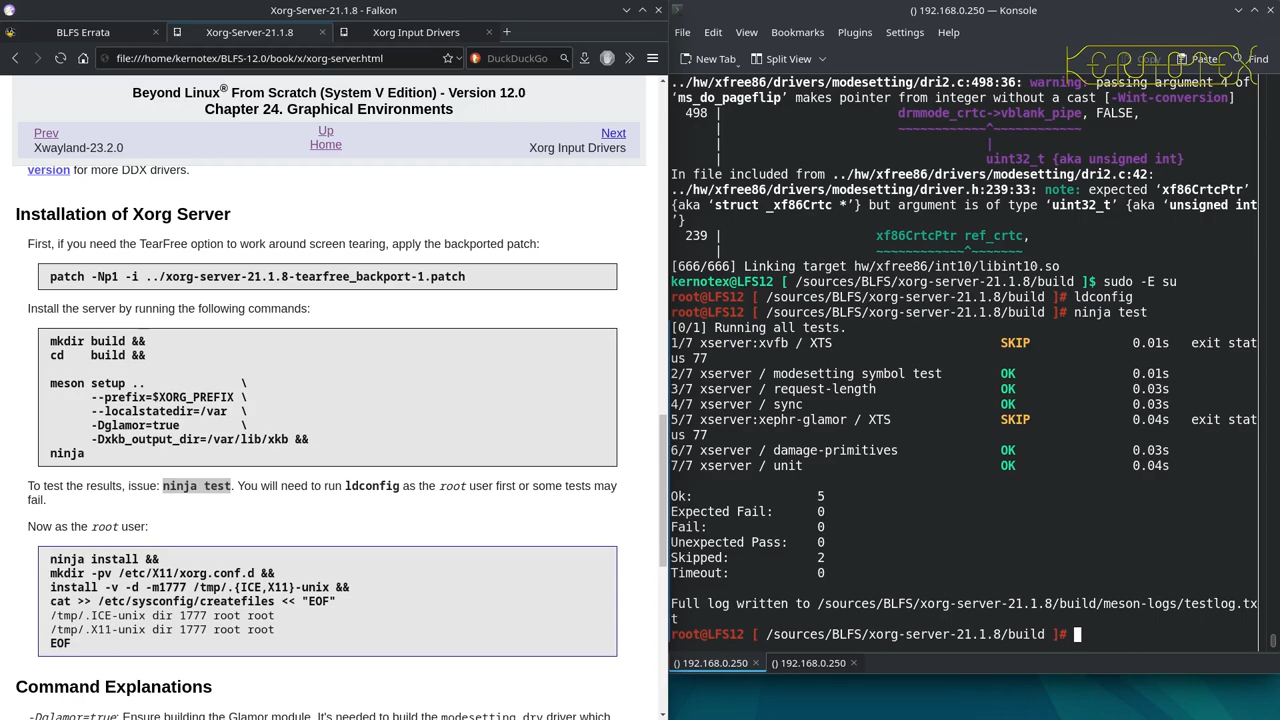 Xorg-Server-21.1.8 - Falkon
BLFS Errata
Xorg-Server-21.1.8
Xorg Input Drivers
file:///home/kernotex/BLFS-12.0/book/x/xorg-server.html
DuckDuckGo
Beyond Linux® From Scratch (System V Edition) - Version 12.0
Chapter 24. Graphical Environments
Prev
Up
Next
Xwayland-23.2.0
Home
Xorg Input Drivers
version for more DDX drivers.
Installation of Xorg Server
First, if you need the TearFree option to work around screen tearing, apply the backported patch:
patch -Np1 -i ../xorg-server-21.1.8-tearfree_backport-1.patch
Install the server by running the following commands:
mkdir build &&
cd    build &&
meson setup ..              \
      --prefix=$XORG_PREFIX \
      --localstatedir=/var  \
      -Dglamor=true         \
      -Dxkb_output_dir=/var/lib/xkb &&
ninja
To test the results, issue: ninja test. You will need to run ldconfig as the root user first or some tests may
fail.
Now as the root user:
ninja install &&
mkdir -pv /etc/X11/xorg.conf.d &&
install -v -d -m1777 /tmp/.{ICE,X11}-unix &&
cat >> /etc/sysconfig/createfiles << "EOF"
/tmp/.ICE-unix dir 1777 root root
/tmp/.X11-unix dir 1777 root root
EOF
Command Explanations
-Dglamor=true: Ensure building the Glamor module. It's needed to build the modesetting_drv driver which
() 192.168.0.250 — Konsole
File Edit View Bookmarks Plugins Settings Help
New Tab Split View Copy Paste Find
KERNOTEX
../hw/xfree86/drivers/modesetting/dri2.c:498:36: warning: passing argument 4 of
‘ms_do_pageflip’ makes pointer from integer without a cast [-Wint-conversion]
  498 |                       drmmode_crtc->vblank_pipe, FALSE,
      |                       ~~~~~~~~~~~~^~~~~~~~~~~~~
      |                                   |
      |                                   uint32_t {aka unsigned int}
In file included from ../hw/xfree86/drivers/modesetting/dri2.c:42:
../hw/xfree86/drivers/modesetting/driver.h:239:33: note: expected ‘xf86CrtcPtr’
{aka ‘struct _xf86Crtc *’} but argument is of type ‘uint32_t’ {aka ‘unsigned int
’}
  239 |                    xf86CrtcPtr ref_crtc,
      |                    ~~~~~~~~~~~~^~~~~~~~
[666/666] Linking target hw/xfree86/int10/libint10.so
kernotex@LFS12 [ /sources/BLFS/xorg-server-21.1.8/build ]$ sudo -E su
root@LFS12 [ /sources/BLFS/xorg-server-21.1.8/build ]# ldconfig
root@LFS12 [ /sources/BLFS/xorg-server-21.1.8/build ]# ninja test
[0/1] Running all tests.
1/7 xserver:xvfb / XTS                     SKIP            0.01s   exit stat
us 77
2/7 xserver / modesetting symbol test      OK              0.01s
3/7 xserver / request-length               OK              0.03s
4/7 xserver / sync                         OK              0.03s
5/7 xserver:xephr-glamor / XTS             SKIP            0.04s   exit stat
us 77
6/7 xserver / damage-primitives            OK              0.03s
7/7 xserver / unit                         OK              0.04s
Ok:                 5
Expected Fail:      0
Fail:               0
Unexpected Pass:    0
Skipped:            2
Timeout:            0
Full log written to /sources/BLFS/xorg-server-21.1.8/build/meson-logs/testlog.tx
t
root@LFS12 [ /sources/BLFS/xorg-server-21.1.8/build ]#
() 192.168.0.250
() 192.168.0.250